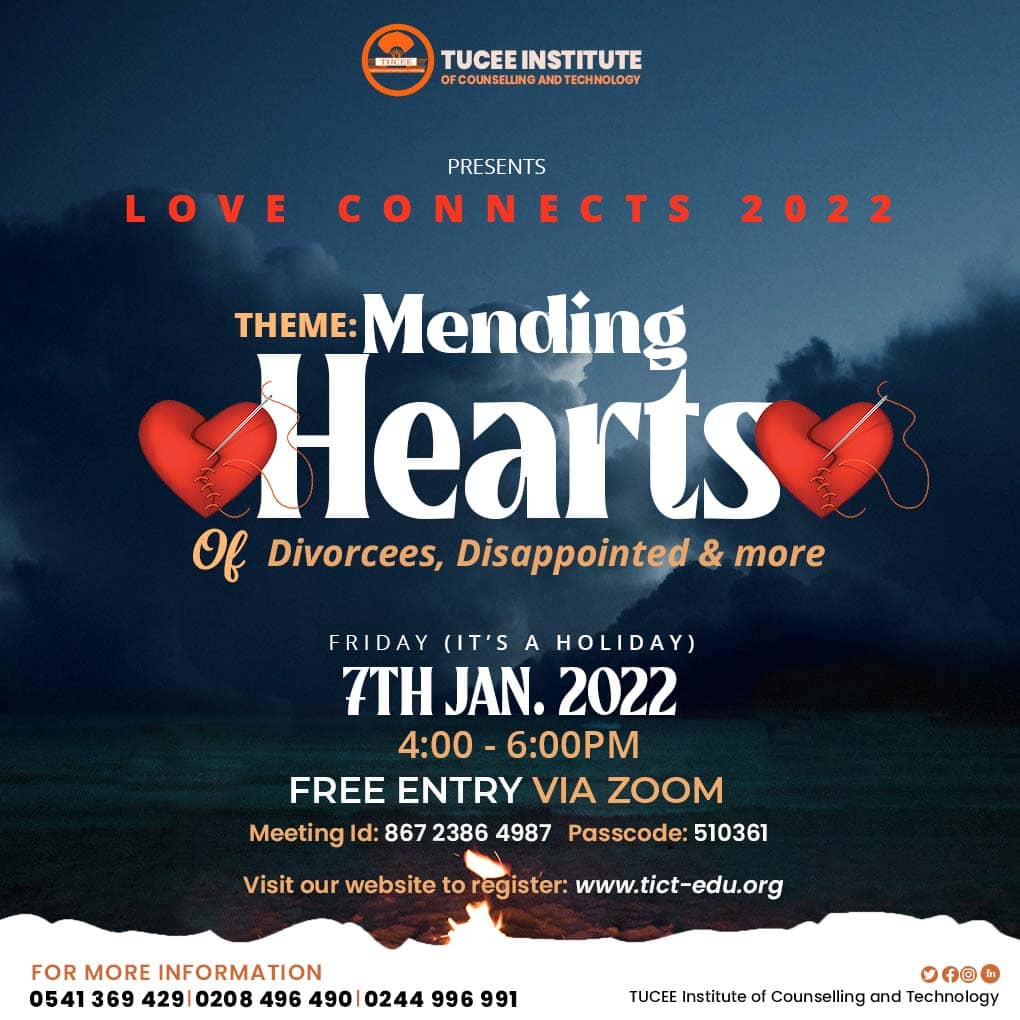 TUCEE
TUCEE INSTITUTE
OF COUNSELLING AND TECHNOLOGY
PRESENTS
LOVE CONNECTS 2022
THEME: Mending
Hearts
Of Divorcees, Disappointed & more
FRIDAY (IT'S A HOLIDAY)
7TH JAN. 2022
4:00 - 6:00PM
FREE ENTRY VIA ZOOM
Meeting Id: 867 2386 4987 Passcode: 510361
Visit our website to register: www.tict-edu.org
FOR MORE INFORMATION
0541 369 429| 0208 496 490| 0244 996 991
TUCEE Institute of Counselling and Technology